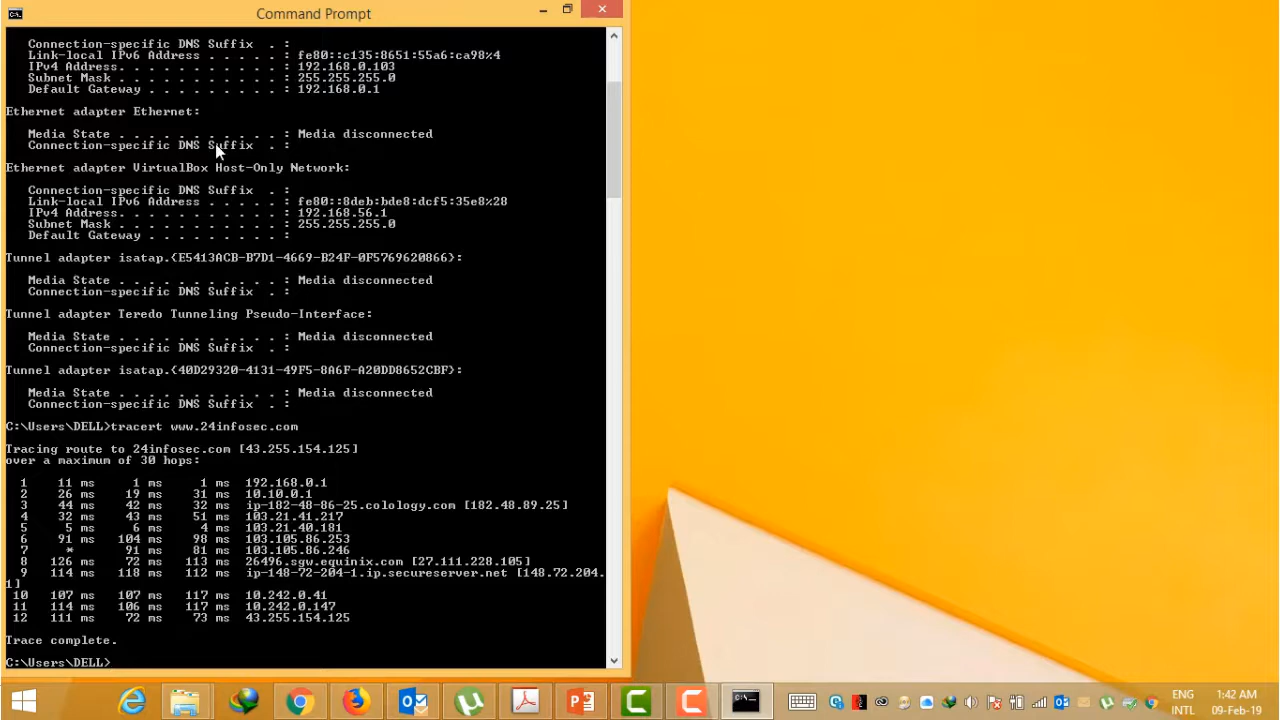 Command Prompt
Connection-specific DNS Suffix . :
Link-local IPv6 Address . . . . . : fe80::c135:8651:55a6:ca98%4
IPv4 Address. . . . . . . . . . . : 192.168.0.103
Subnet Mask . . . . . . . . . . . : 255.255.255.0
Default Gateway . . . . . . . . . : 192.168.0.1
Ethernet adapter Ethernet:
Media State . . . . . . . . . . . : Media disconnected
Connection-specific DNS Suffix . :
Ethernet adapter VirtualBox Host-Only Network:
Connection-specific DNS Suffix . :
Link-local IPv6 Address . . . . . : fe80::8deb:bde8:dcf5:35e8%28
IPv4 Address. . . . . . . . . . . : 192.168.56.1
Subnet Mask . . . . . . . . . . . : 255.255.255.0
Default Gateway . . . . . . . . . :
Tunnel adapter isatap.{E5413ACB-B7D1-4669-B24F-0F5769620866}:
Media State . . . . . . . . . . . : Media disconnected
Connection-specific DNS Suffix . :
Tunnel adapter Teredo Tunneling Pseudo-Interface:
Media State . . . . . . . . . . . : Media disconnected
Connection-specific DNS Suffix . :
Tunnel adapter isatap.{40D29320-4131-49F5-8A6F-A20DD8652CBF}:
Media State . . . . . . . . . . . : Media disconnected
Connection-specific DNS Suffix . :
C:\Users\DELL>tracert www.24infosec.com
Tracing route to 24infosec.com [43.255.154.125]
over a maximum of 30 hops:
1 11 ms 1 ms 1 ms 192.168.0.1
2 26 ms 19 ms 31 ms 10.10.0.1
3 44 ms 42 ms 32 ms ip-182-48-86-25.colology.com [182.48.89.25]
4 32 ms 43 ms 51 ms 103.21.41.217
5 5 ms 6 ms 4 ms 103.21.40.181
6 91 ms 104 ms 98 ms 103.105.86.253
7 * 91 ms 81 ms 103.105.86.246
8 126 ms 72 ms 113 ms 26496.sgw.equinix.com [27.111.228.105]
9 114 ms 118 ms 112 ms ip-148-72-204-1.ip.secureserver.net [148.72.204.
1]
10 107 ms 107 ms 117 ms 10.242.0.41
11 114 ms 106 ms 117 ms 10.242.0.147
12 111 ms 72 ms 73 ms 43.255.154.125
Trace complete.
C:\Users\DELL>
ENG 1:42 AM
INTL 09-Feb-19